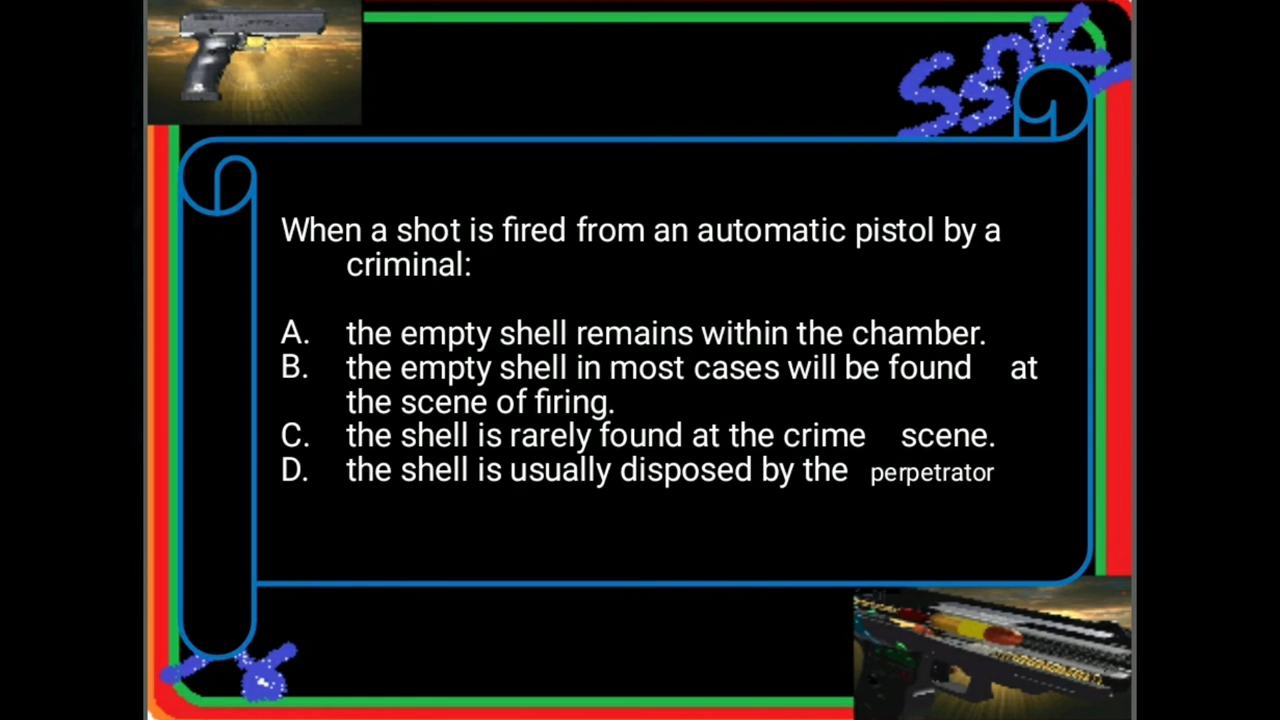 Ssnk
When a shot is fired from an automatic pistol by a
criminal:
A. the empty shell remains within the chamber.
B. the empty shell in most cases will be found at
the scene of firing.
C. the shell is rarely found at the crime scene.
D. the shell is usually disposed by the perpetrator